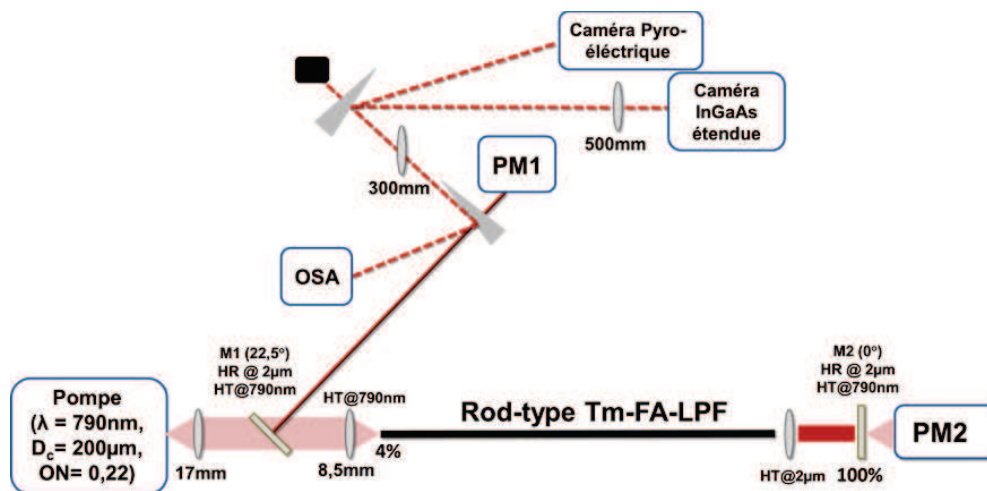 Caméra Pyro-
éléctrique
Caméra
InGaAs
étendue
500mm
300mm
PM1
OSA
M1 (22,5°)
HR @ 2µm
HT@790nm
HT@790nm
M2 (0°)
HR @ 2µm
HT@790nm
Pompe
(λ = 790nm,
Dc= 200µm,
ON= 0,22)
17mm
8,5mm
4%
Rod-type Tm-FA-LPF
HT@2µm
100%
PM2